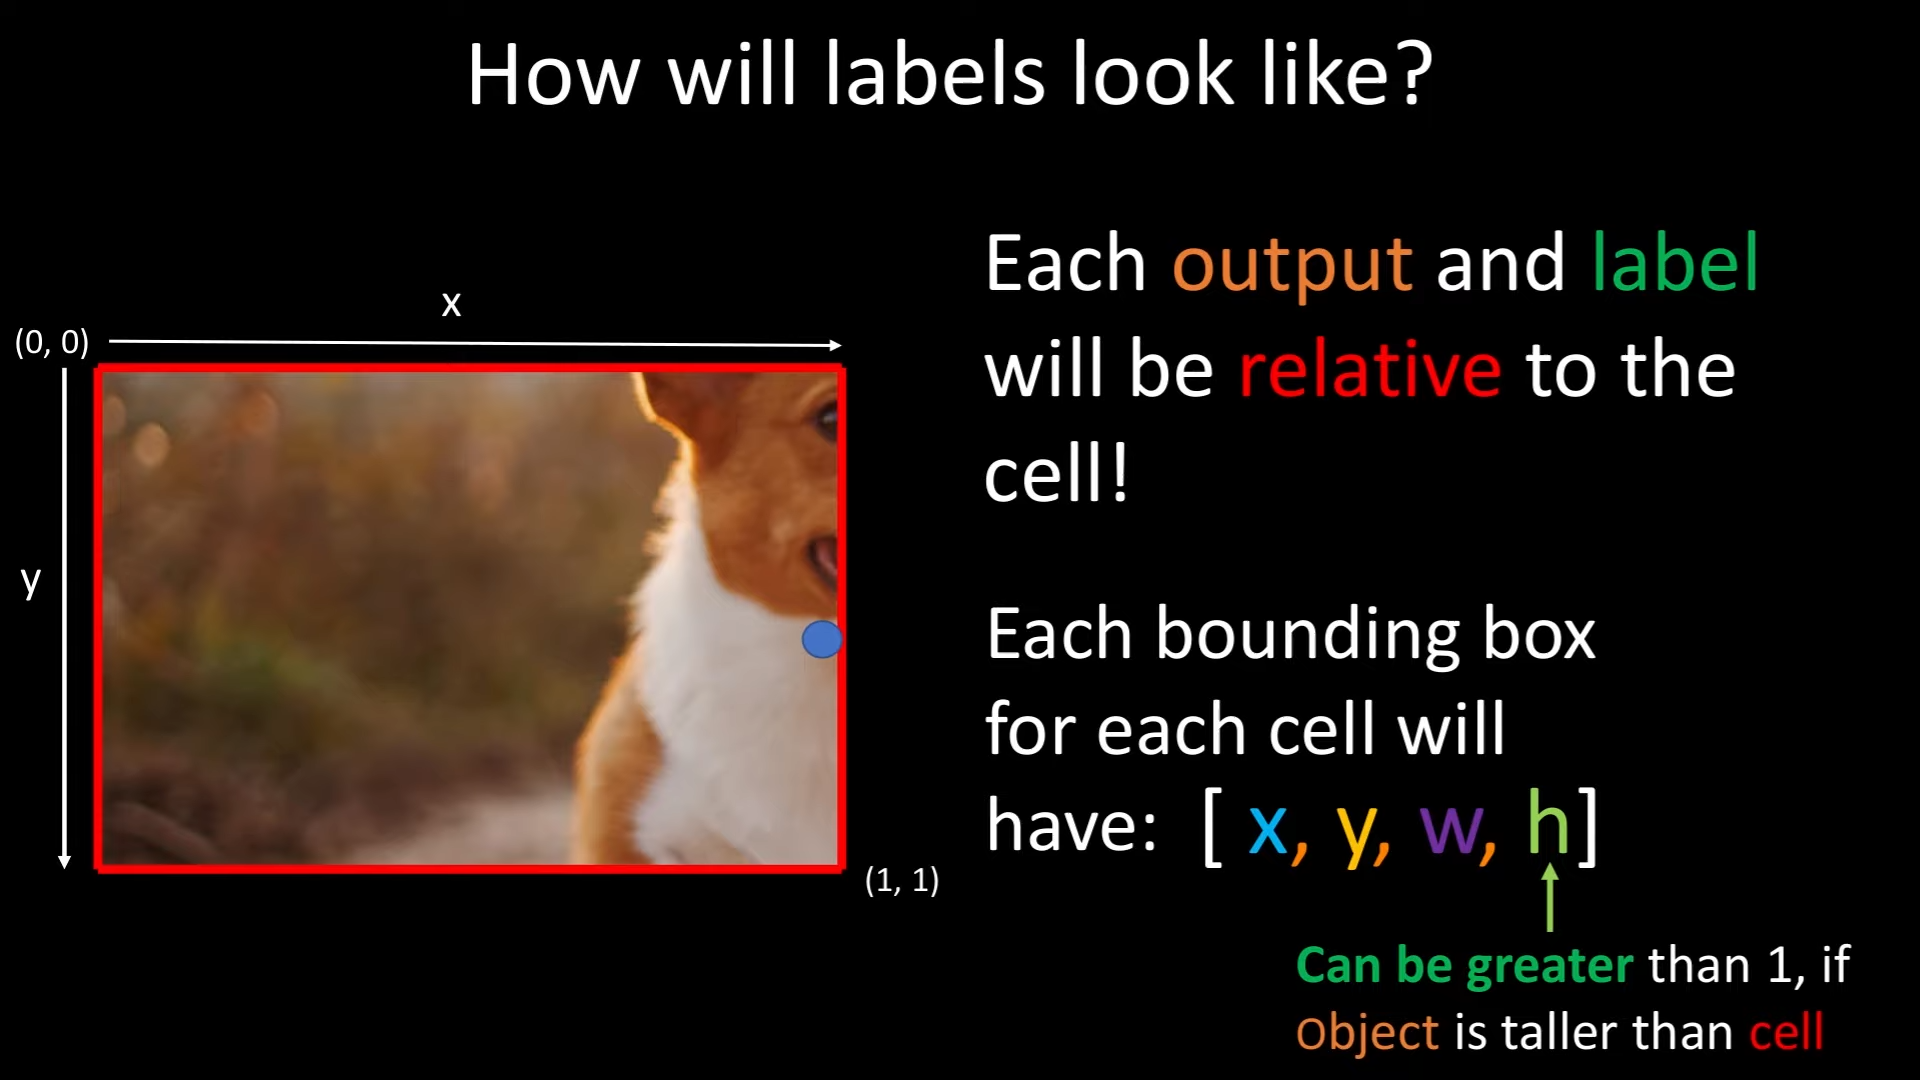 How will labels look like?
x
(0, 0)
y
(1, 1)
Each output and label
will be relative to the
cell!
Each bounding box
for each cell will
have: [ x, y, w, h]
Can be greater than 1, if
Object is taller than cell